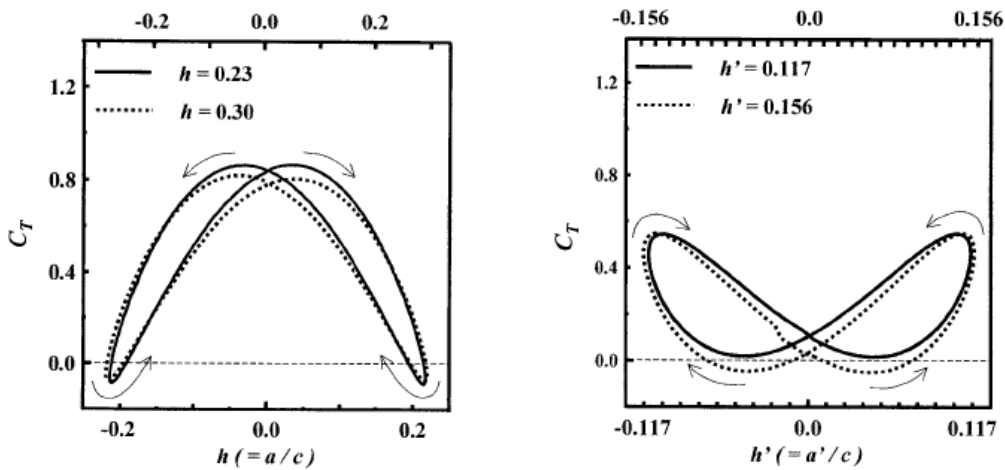 -0.2 0.0 0.2
1.2
0.8
0.4
0.0
C_T
h = 0.23
h = 0.30
-0.2 0.0 0.2
h (= a / c)
-0.156 0.0 0.156
1.2
0.8
0.4
0.0
C_T
h' = 0.117
h' = 0.156
-0.117 0.0 0.117
h' (= a' / c)